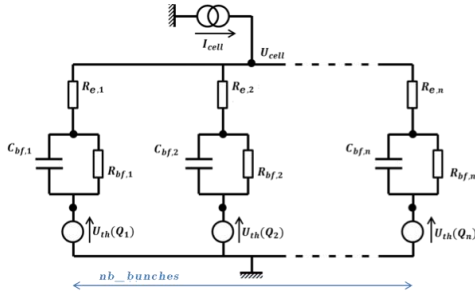 I_cell
U_cell
R_e,1 R_e,2 R_e,n
C_bf,1 R_bf,1 C_bf,2 R_bf,2 C_bf,n R_bf,n
U_th(Q_1) U_th(Q_2) U_th(Q_n)
nb_bunches